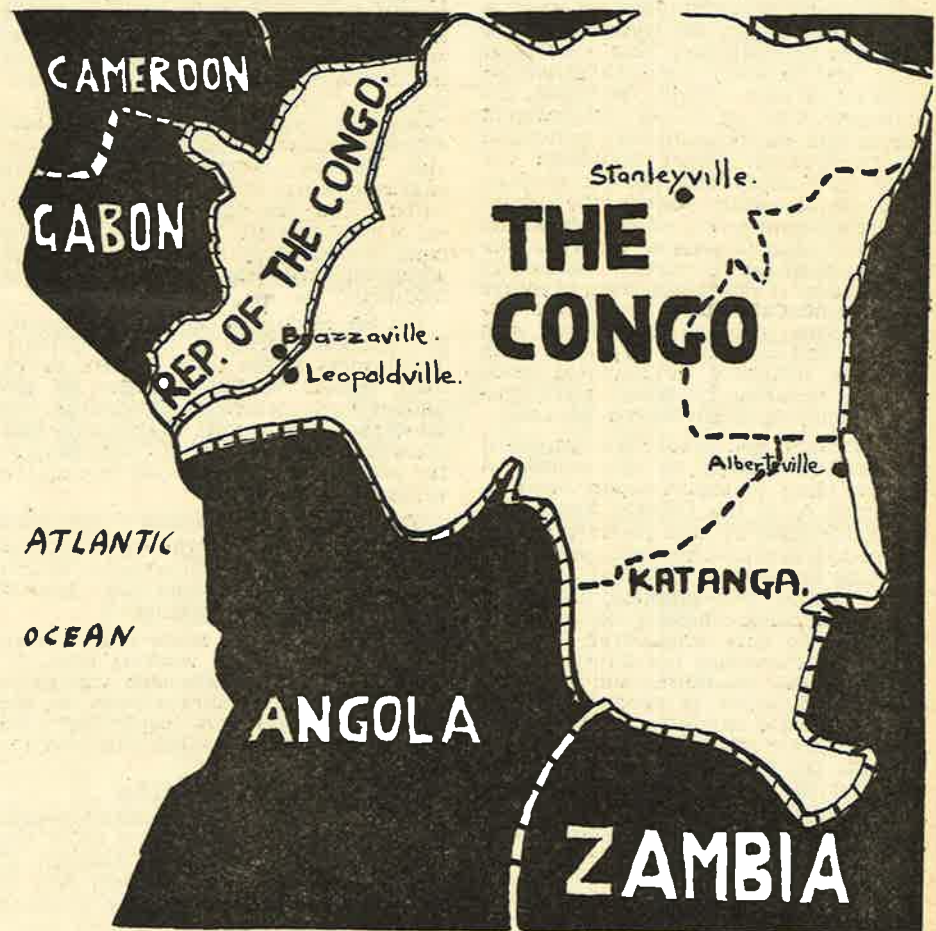 CAMEROON
GABON
REP. OF THE CONGO.
Stanleyville.
THE
CONGO
Brazzaville.
Leopoldville.
Albertville
ATLANTIC
OCEAN
KATANGA.
ANGOLA
ZAMBIA